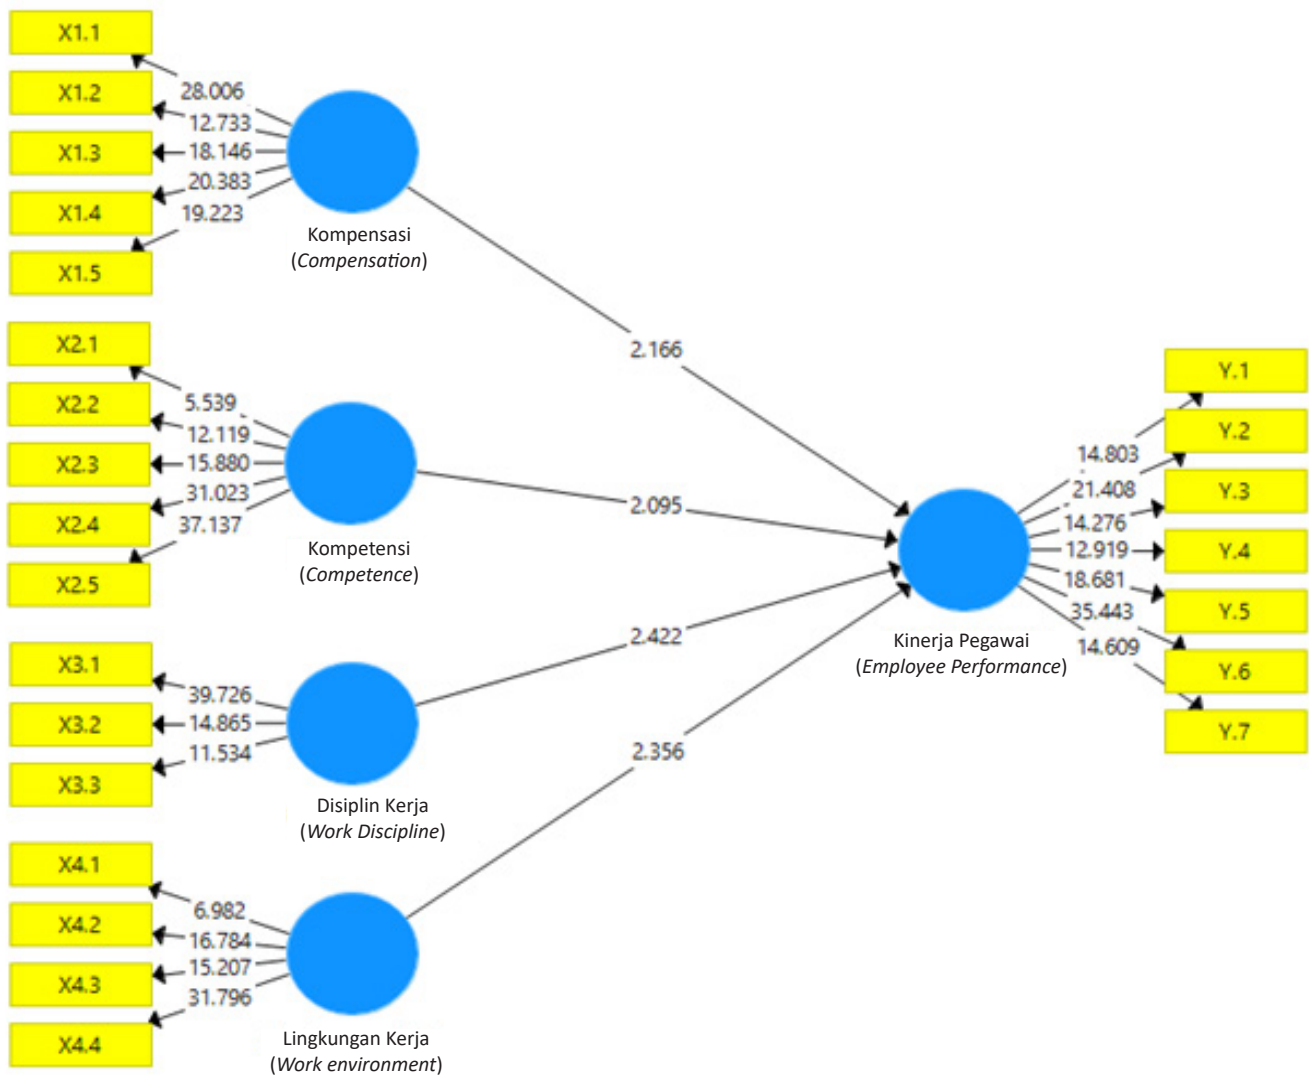 X1.1
X1.2
X1.3
X1.4
X1.5
28.006
12.733
18.146
20.383
19.223
Kompensasi
(Compensation)
X2.1
X2.2
X2.3
X2.4
X2.5
5.539
12.119
15.880
31.023
37.137
Kompetensi
(Competence)
X3.1
X3.2
X3.3
39.726
14.865
11.534
Disiplin Kerja
(Work Discipline)
X4.1
X4.2
X4.3
X4.4
6.982
16.784
15.207
31.796
Lingkungan Kerja
(Work environment)
2.166
2.095
2.422
2.356
Kinerja Pegawai
(Employee Performance)
14.803
21.408
14.276
12.919
18.681
35.443
14.609
Y.1
Y.2
Y.3
Y.4
Y.5
Y.6
Y.7